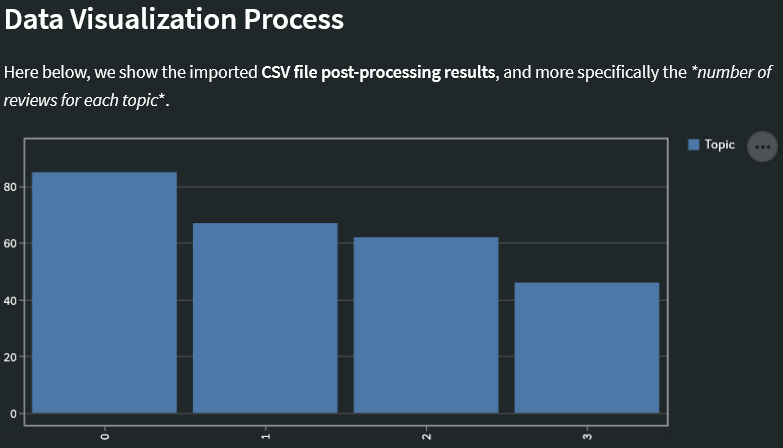 Data Visualization Process
Here below, we show the imported CSV file post-processing results, and more specifically the *number of
reviews for each topic*.
Topic
80
60
40
20
0
0
1
2
3